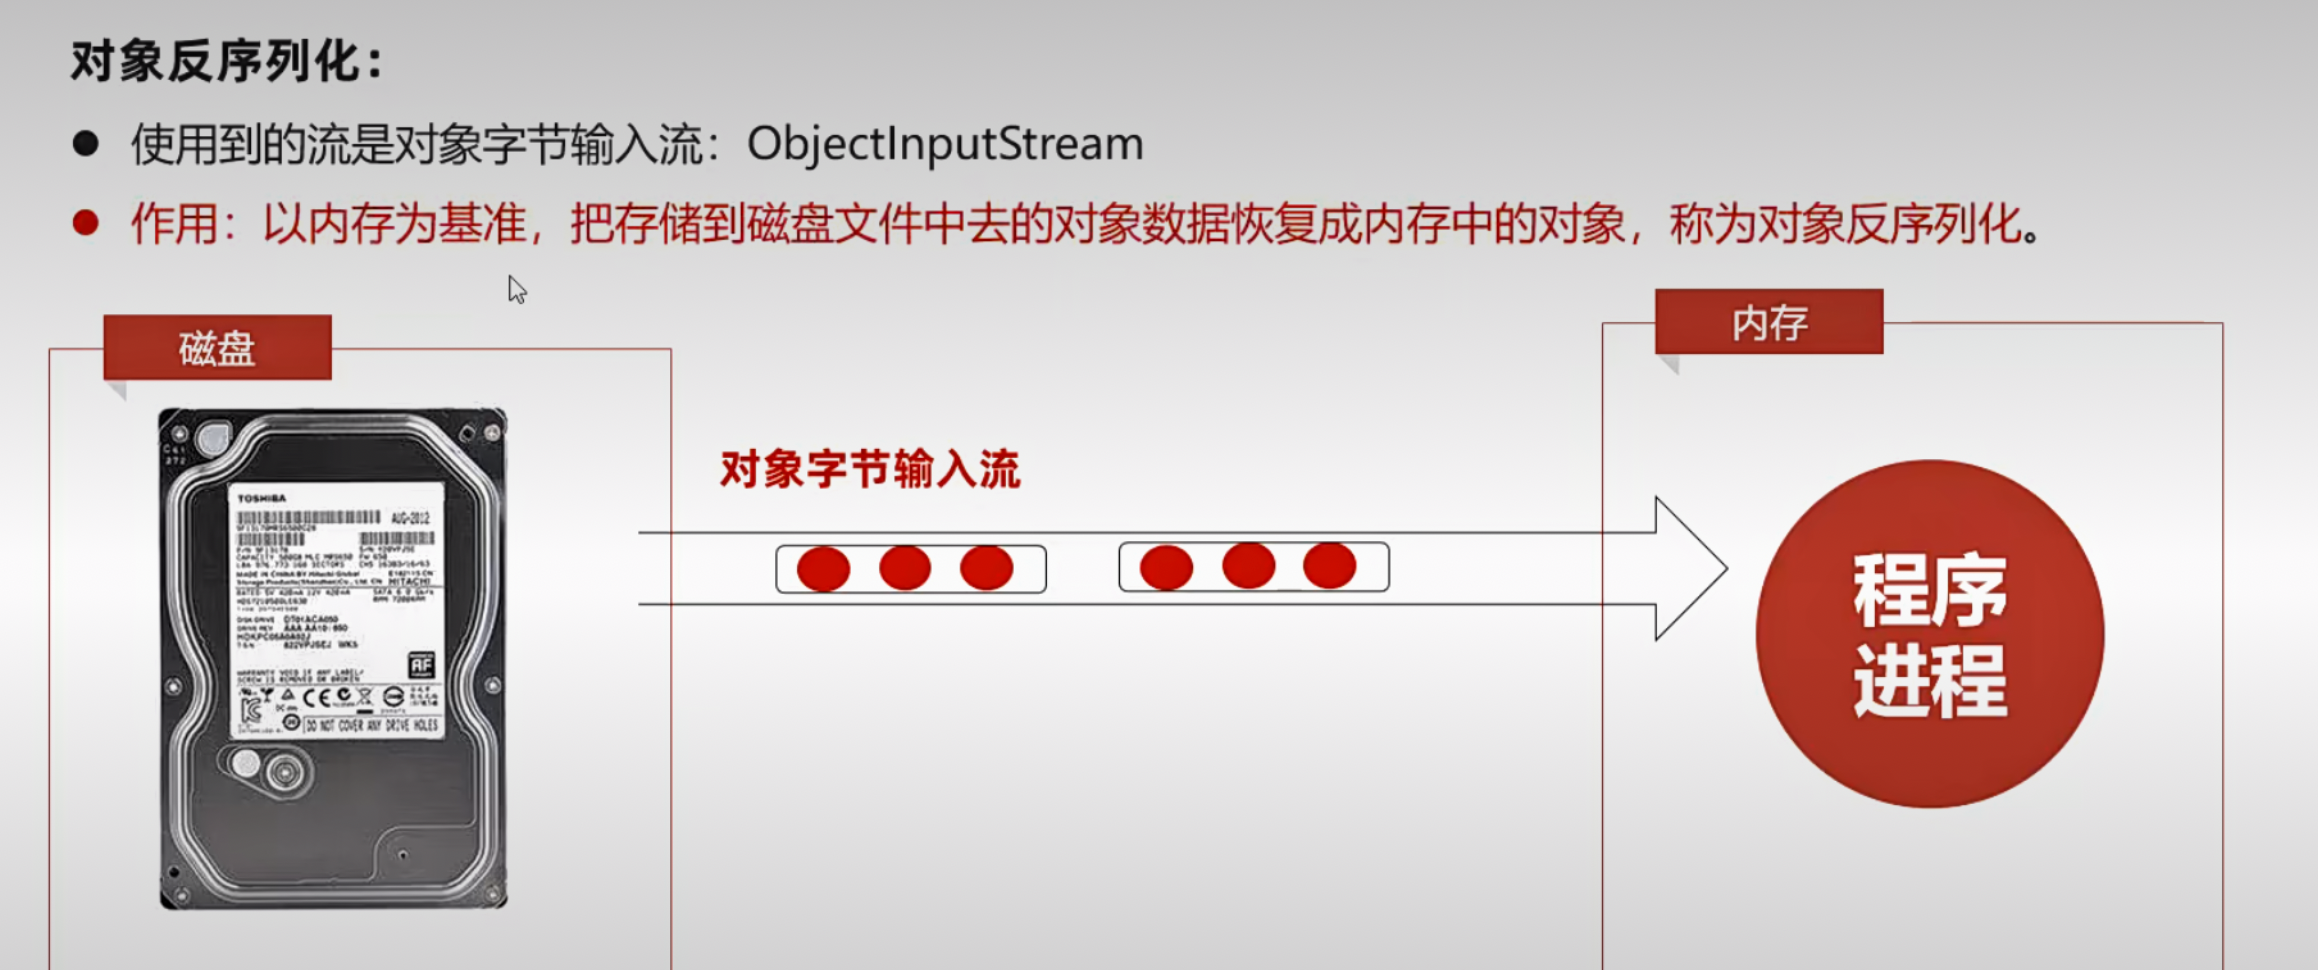 对象反序列化：
使用到的流是对象字节输入流：ObjectInputStream
作用：以内存为基准，把存储到磁盘文件中去的对象数据恢复成内存中的对象，称为对象反序列化。
磁盘
内存
对象字节输入流
程序
进程
TOSHIBA
AUG-2012
HITACHI
DO NOT COVER ANY DRIVE HOLES